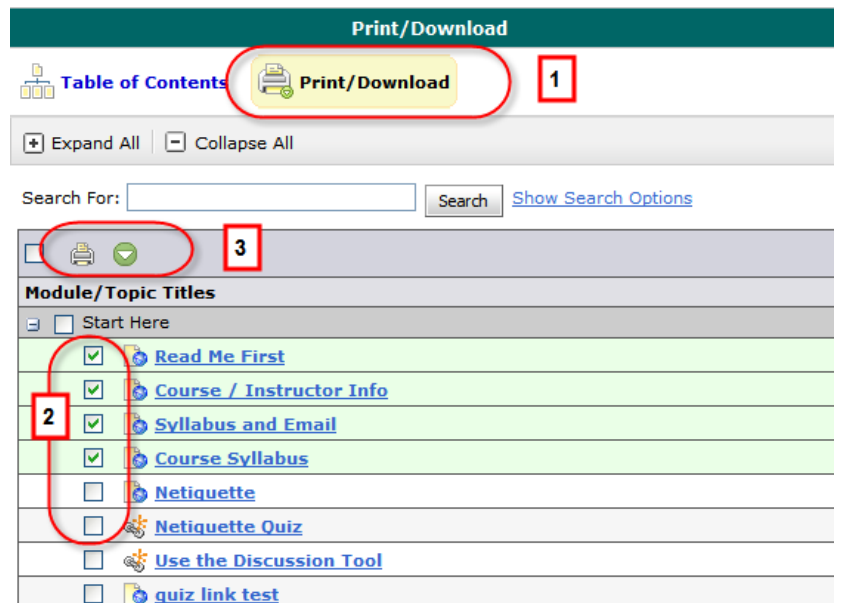 Print/Download
Table of Contents Print/Download 1
Expand All Collapse All
Search For: Search Show Search Options
3
Module/Topic Titles
Start Here
Read Me First
Course / Instructor Info
2 Syllabus and Email
Course Syllabus
Netiquette
Netiquette Quiz
Use the Discussion Tool
quiz link test